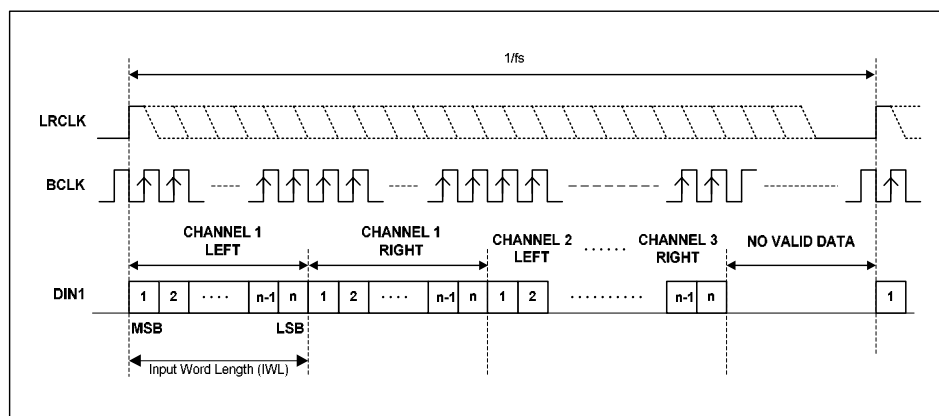 1/fs
LRCLK
BCLK
CHANNEL 1
LEFT
CHANNEL 1
RIGHT
CHANNEL 2
LEFT
CHANNEL 3
RIGHT
NO VALID DATA
DIN1
1 2 n-1 n 1 2 n-1 n 1 2 n-1 n 1
MSB
LSB
Input Word Length (IWL)